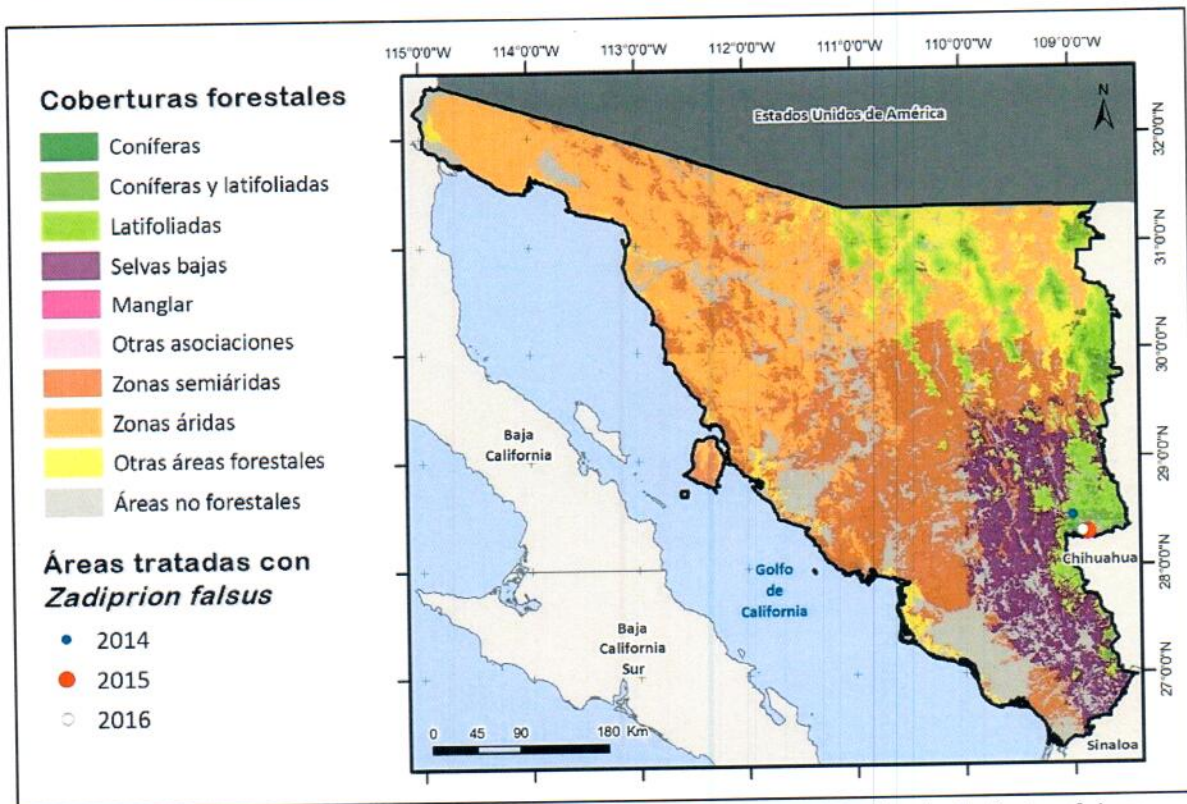 115°0'0"W
114°0'0"W
113°0'0"W
112°0'0"W
111°0'0"W
110°0'0"W
109°0'0"W
Coberturas forestales
Coníferas
Coníferas y latifoliadas
Latifoliadas
Selvas bajas
Manglar
Otras asociaciones
Zonas semiáridas
Zonas áridas
Otras áreas forestales
Áreas no forestales
Áreas tratadas con
Zadiprion falsus
2014
2015
2016
Estados Unidos de América
N
Baja
California
Golfo
de
California
Baja
California
Sur
Chihuahua
Sinaloa
0 45 90 180 Km
32°0'0"N
31°0'0"N
30°0'0"N
29°0'0"N
28°0'0"N
27°0'0"N